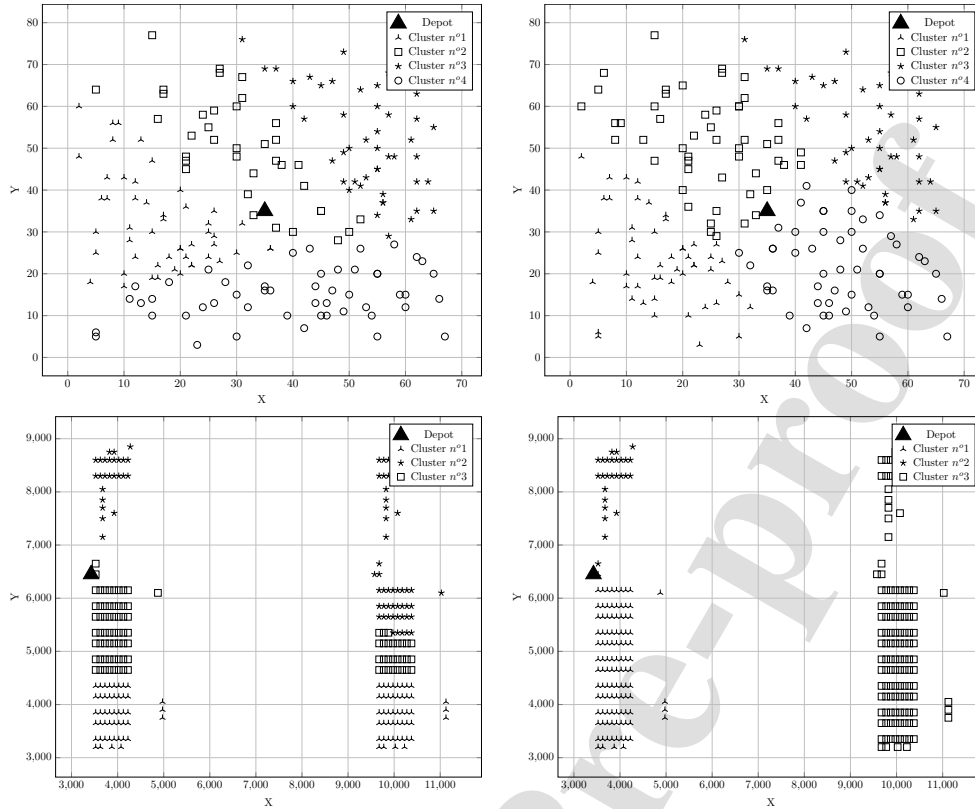 80
70
60
50
40
30
20
10
0
Y
0 10 20 30 40 50 60 70
X
Depot
Cluster nº1
Cluster nº2
Cluster nº3
Cluster nº4
80
70
60
50
40
30
20
10
0
Y
0 10 20 30 40 50 60 70
X
Depot
Cluster nº1
Cluster nº2
Cluster nº3
Cluster nº4
9,000
8,000
7,000
6,000
5,000
4,000
3,000
Y
3,000 4,000 5,000 6,000 7,000 8,000 9,000 10,000 11,000
X
Depot
Cluster nº1
Cluster nº2
Cluster nº3
9,000
8,000
7,000
6,000
5,000
4,000
3,000
Y
3,000 4,000 5,000 6,000 7,000 8,000 9,000 10,000 11,000
X
Depot
Cluster nº1
Cluster nº2
Cluster nº3
re-proof